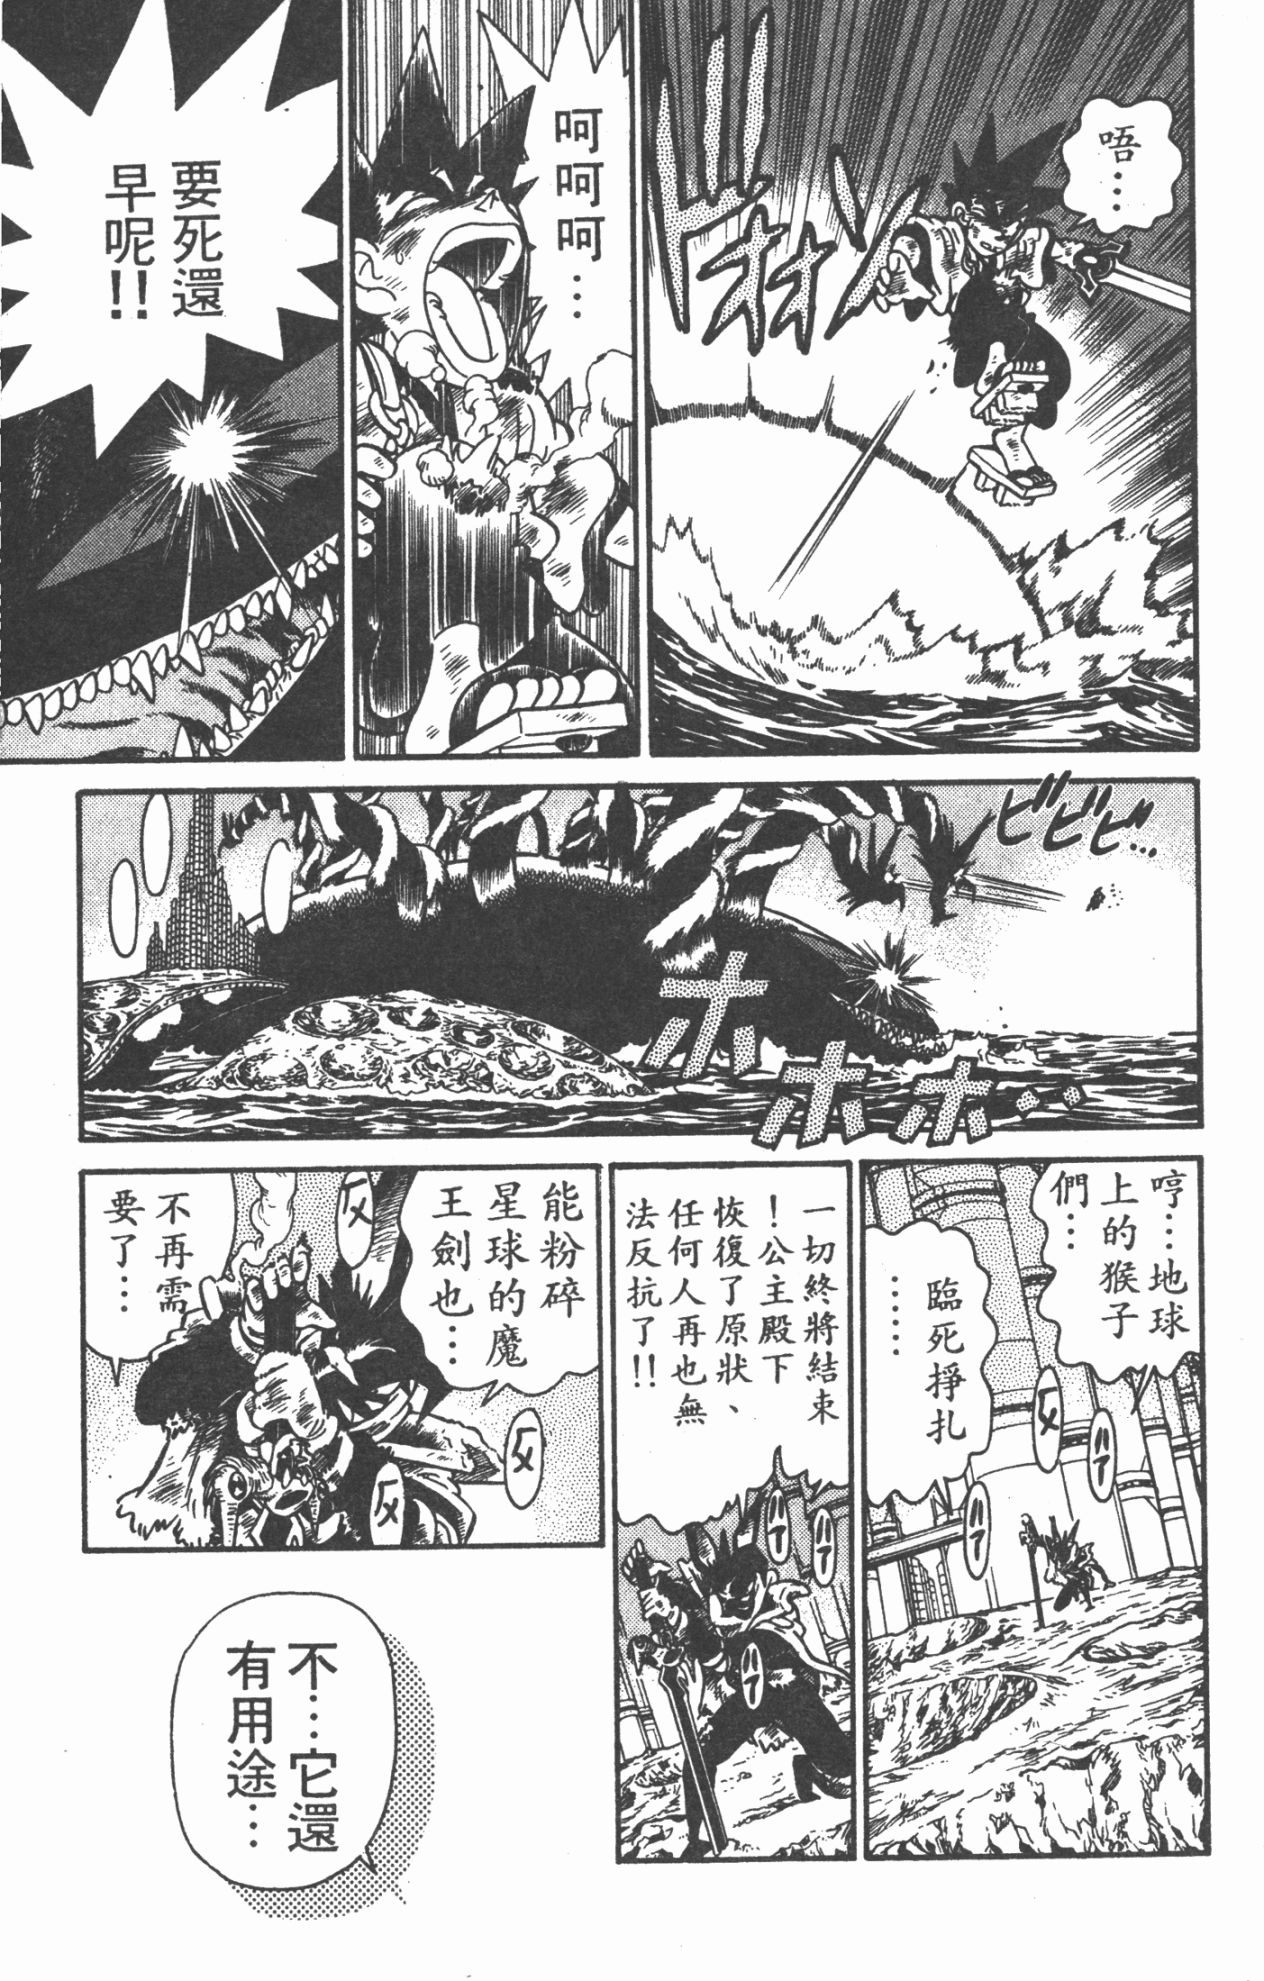 唔⋯
オオン
呵呵呵⋯
要死還
早呢!!
ビビビ⋯
ホホホ⋯
哼⋯地球
上的猴子
們⋯
臨死掙扎
⋯⋯
一切終將結束
！公主殿下
恢復了原狀、
任何人再也無
法反抗了!!
能粉碎
星球的魔
王劍也⋯
不再需
要了⋯
不⋯它還
有用途⋯